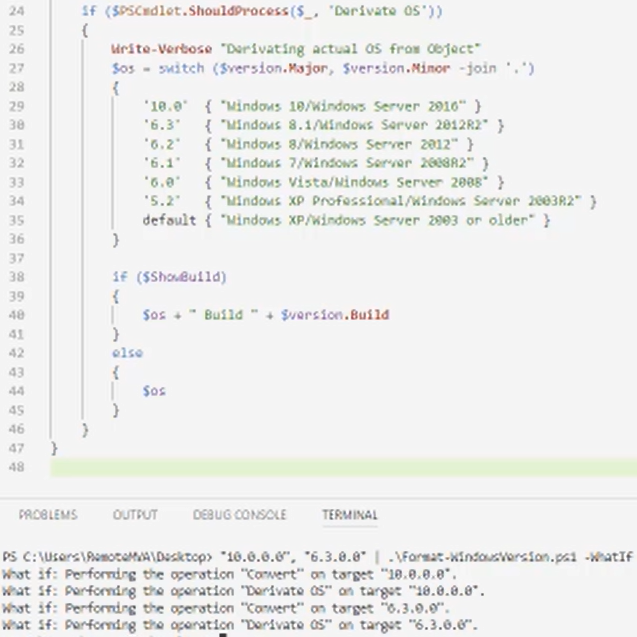 24 if ($PSCmdlet.ShouldProcess($_, 'Derivate OS'))
25 {
26 Write-Verbose "Derivating actual OS from Object"
27 $os = switch ($version.Major, $version.Minor -join '.')
28 {
29 '10.0' { "Windows 10/Windows Server 2016" }
30 '6.3' { "Windows 8.1/Windows Server 2012R2" }
31 '6.2' { "Windows 8/Windows Server 2012" }
32 '6.1' { "Windows 7/Windows Server 2008R2" }
33 '6.0' { "Windows Vista/Windows Server 2008" }
34 '5.2' { "Windows XP Professional/Windows Server 2003R2" }
35 default { "Windows XP/Windows Server 2003 or older" }
36 }
37
38 if ($ShowBuild)
39 {
40 $os + " Build " + $version.Build
41 }
42 else
43 {
44 $os
45 }
46 }
47 }
48
PROBLEMS OUTPUT DEBUG CONSOLE TERMINAL
PS C:\Users\RemoteMVA\Desktop> "10.0.0.0", "6.3.0.0" | .\Format-WindowsVersion.ps1 -WhatIf
What if: Performing the operation "Convert" on target "10.0.0.0".
What if: Performing the operation "Derivate OS" on target "10.0.0.0".
What if: Performing the operation "Convert" on target "6.3.0.0".
What if: Performing the operation "Derivate OS" on target "6.3.0.0".